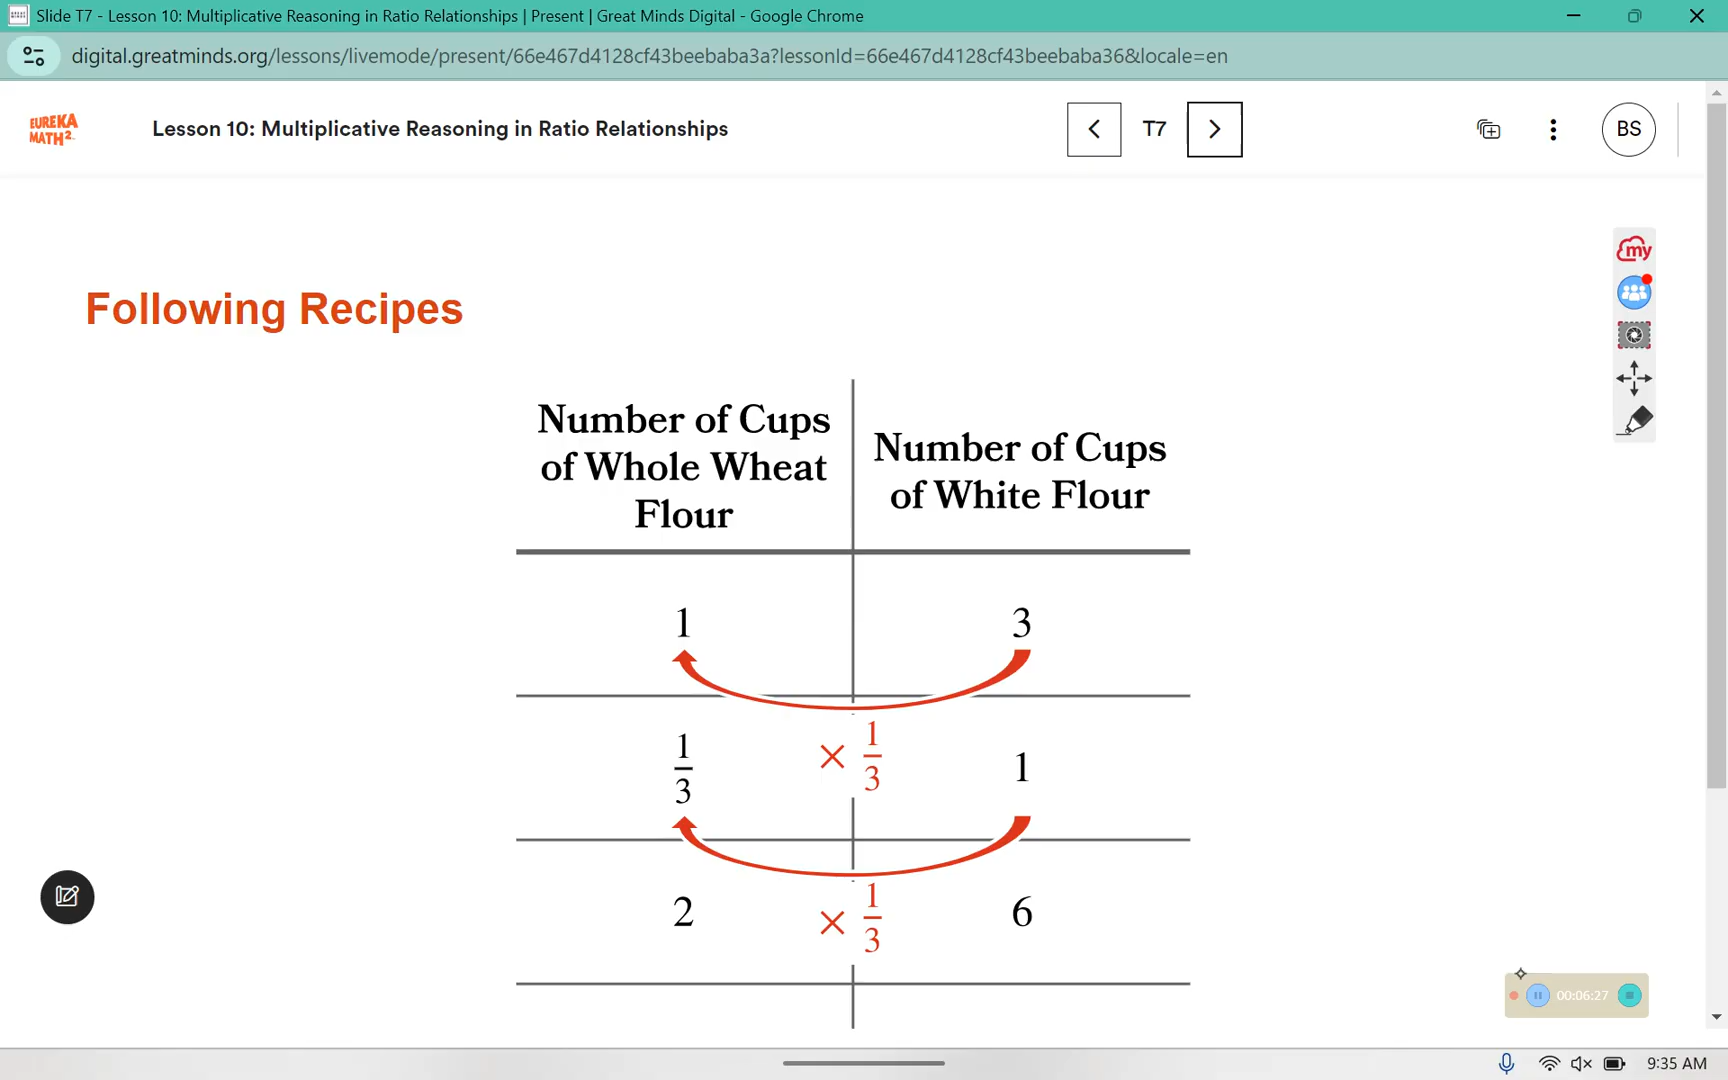 Slide T7 - Lesson 10: Multiplicative Reasoning in Ratio Relationships | Present | Great Minds Digital - Google Chrome
digital.greatminds.org/lessons/livemode/present/66e467d4128cf43beebaba3a?lessonId=66e467d4128cf43beebaba36&locale=en
EUREKA
MATH²
Lesson 10: Multiplicative Reasoning in Ratio Relationships
T7
BS
my
Following Recipes
Number of Cups
of Whole Wheat
Flour
Number of Cups
of White Flour
1 3
1/3 × 1/3 1
2 × 1/3 6
00:06:27
9:35 AM